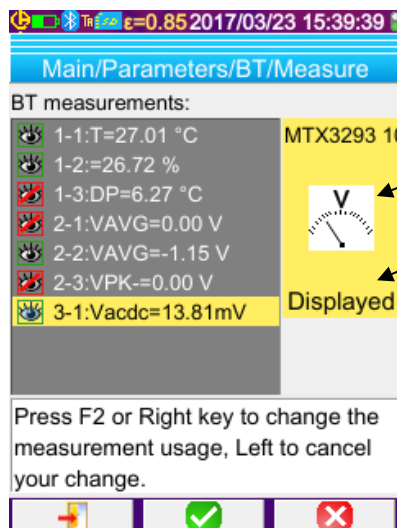 ε=0.85 2017/03/23 15:39:39
Main/Parameters/BT/Measure
BT measurements:
1-1:T=27.01 °C
MTX3293 10
1-2:=26.72 %
1-3:DP=6.27 °C
V
2-1:VAVG=0.00 V
2-2:VAVG=-1.15 V
2-3:VPK-=0.00 V
Displayed
3-1:Vacdc=13.81mV
Press F2 or Right key to change the
measurement usage, Left to cancel
your change.